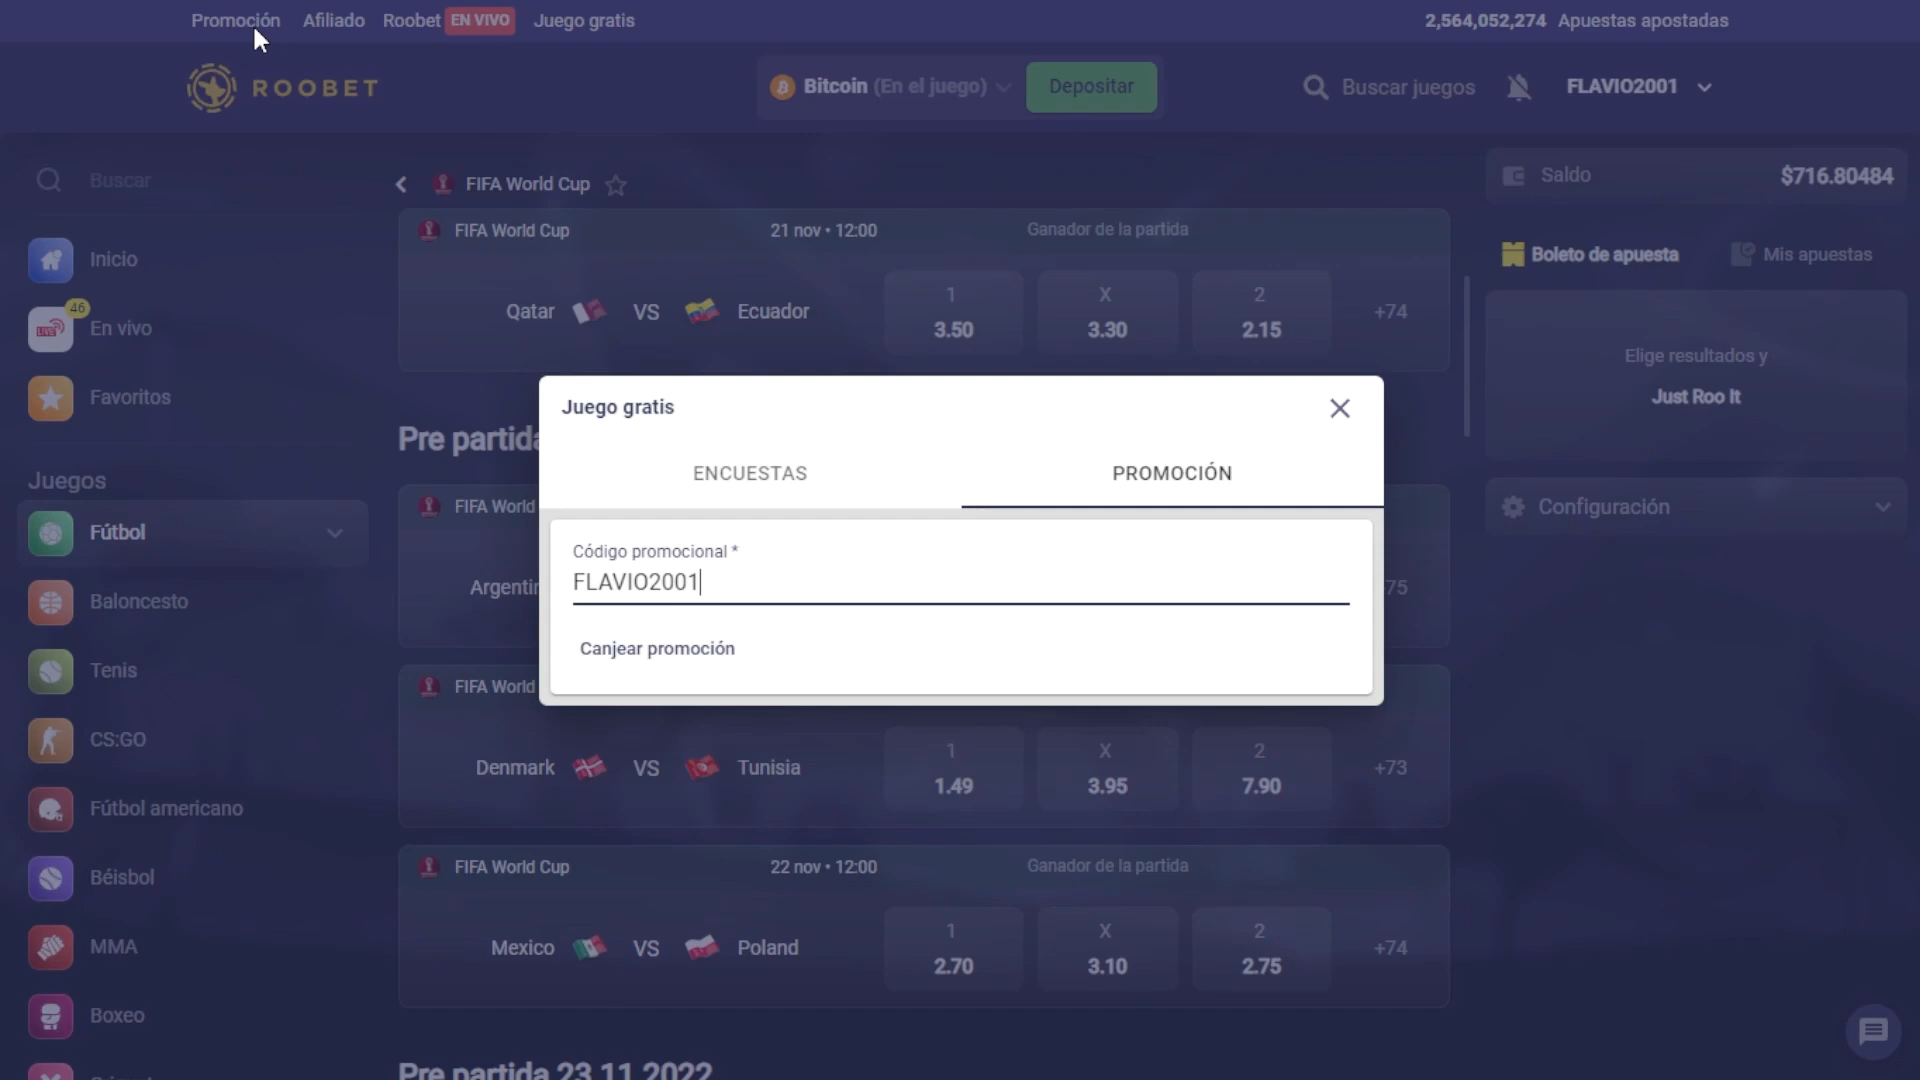 Promoción Afiliado Roobet EN VIVO Juego gratis
2,564,052,274 Apuestas apostadas
ROOBET
Bitcoin (En el juego)
Depositar
Buscar juegos
FLAVIO2001
Buscar
Inicio
46
LIVE
En vivo
Favoritos
Juegos
Fútbol
Baloncesto
Tenis
CS:GO
Fútbol americano
Béisbol
MMA
Boxeo
FIFA World Cup
FIFA World Cup 21 nov • 12:00 Ganador de la partida
Qatar VS Ecuador
1 X 2
3.50 3.30 2.15
+74
Pre partida
FIFA World
Argentin
75
FIFA World
Denmark VS Tunisia
1 X 2
1.49 3.95 7.90
+73
FIFA World Cup 22 nov • 12:00 Ganador de la partida
Mexico VS Poland
1 X 2
2.70 3.10 2.75
+74
Pre partida 23.11.2022
Juego gratis
ENCUESTAS PROMOCIÓN
Código promocional *
FLAVIO2001
Canjear promoción
Saldo $716.80484
Boleto de apuesta Mis apuestas
Elige resultados y
Just Roo It
Configuración